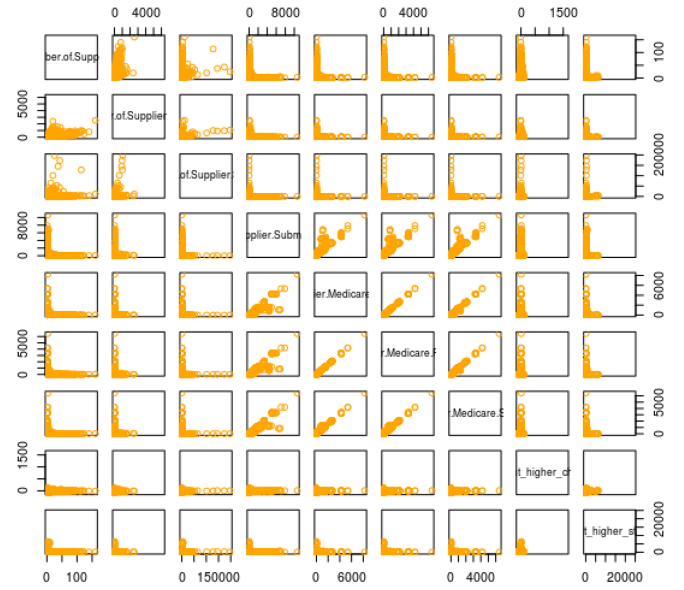 0 4000
0 8000
0 4000
0 1500
ber.of.Supp
0 100
0 5000
r.of.Supplier
of.Supplier
0 200000
0 8000
pplier.Subm
ier.Medicare
0 6000
0 5000
r.Medicare.F
r.Medicare.S
0 5000
0 1500
t_higher_ch
t_higher_s
0 20000
0 100
0 150000
0 6000
0 4000
0 20000